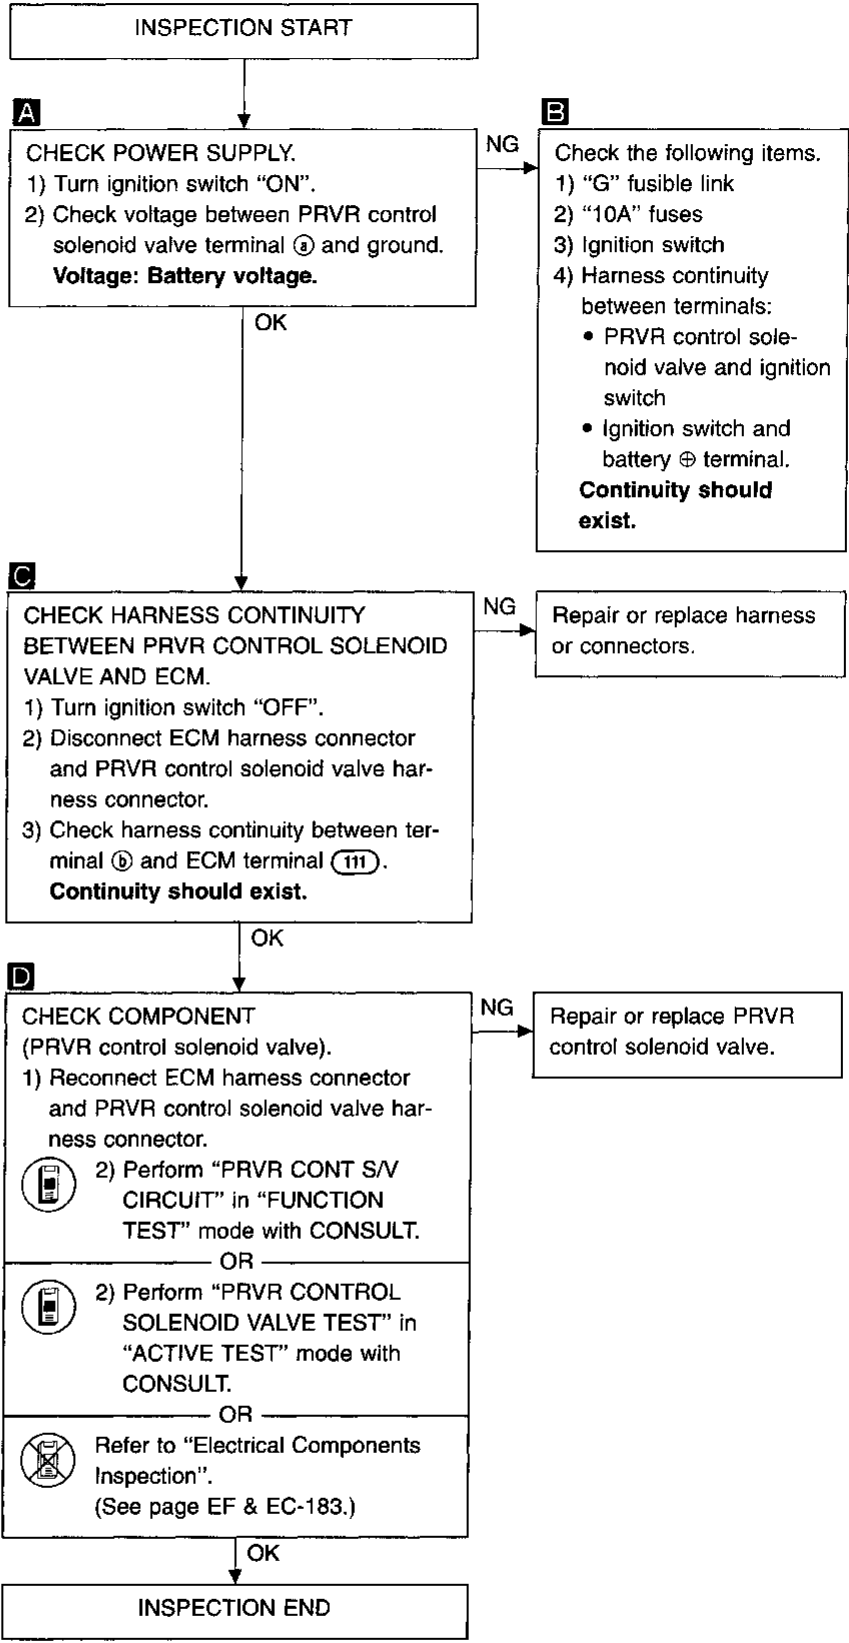 INSPECTION START
A
CHECK POWER SUPPLY.
1) Turn ignition switch "ON".
2) Check voltage between PRVR control
solenoid valve terminal ⓐ and ground.
Voltage: Battery voltage.
NG
B
Check the following items.
1) "G" fusible link
2) "10A" fuses
3) Ignition switch
4) Harness continuity
between terminals:
• PRVR control sole-
noid valve and ignition
switch
• Ignition switch and
battery ⊕ terminal.
Continuity should
exist.
OK
C
CHECK HARNESS CONTINUITY
BETWEEN PRVR CONTROL SOLENOID
VALVE AND ECM.
1) Turn ignition switch "OFF".
2) Disconnect ECM harness connector
and PRVR control solenoid valve har-
ness connector.
3) Check harness continuity between ter-
minal ⓑ and ECM terminal (111).
Continuity should exist.
NG
Repair or replace harness
or connectors.
OK
D
CHECK COMPONENT
(PRVR control solenoid valve).
1) Reconnect ECM harness connector
and PRVR control solenoid valve har-
ness connector.
2) Perform "PRVR CONT S/V
CIRCUIT" in "FUNCTION
TEST" mode with CONSULT.
OR
2) Perform "PRVR CONTROL
SOLENOID VALVE TEST" in
"ACTIVE TEST" mode with
CONSULT.
OR
Refer to "Electrical Components
Inspection".
(See page EF & EC-183.)
NG
Repair or replace PRVR
control solenoid valve.
OK
INSPECTION END